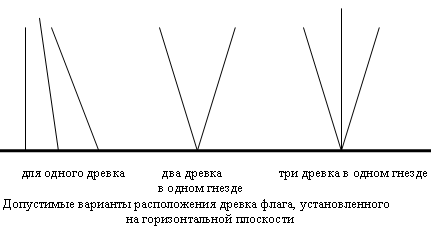 для одного древка
два древка
в одном гнезде
три древка в одном гнезде
Допустимые варианты расположения древка флага, установленного
на горизонтальной плоскости